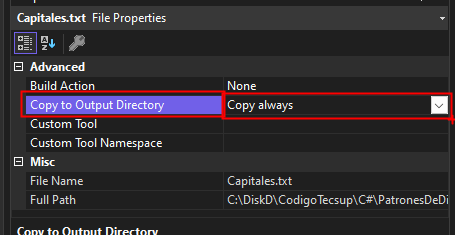 Capitales.txt File Properties
Advanced
Build Action None
Copy to Output Directory Copy always
Custom Tool
Custom Tool Namespace
Misc
File Name Capitales.txt
Full Path C:\DiskD\CodigoTecsup\C#\PatronesDeDi
Copy to Output Directory